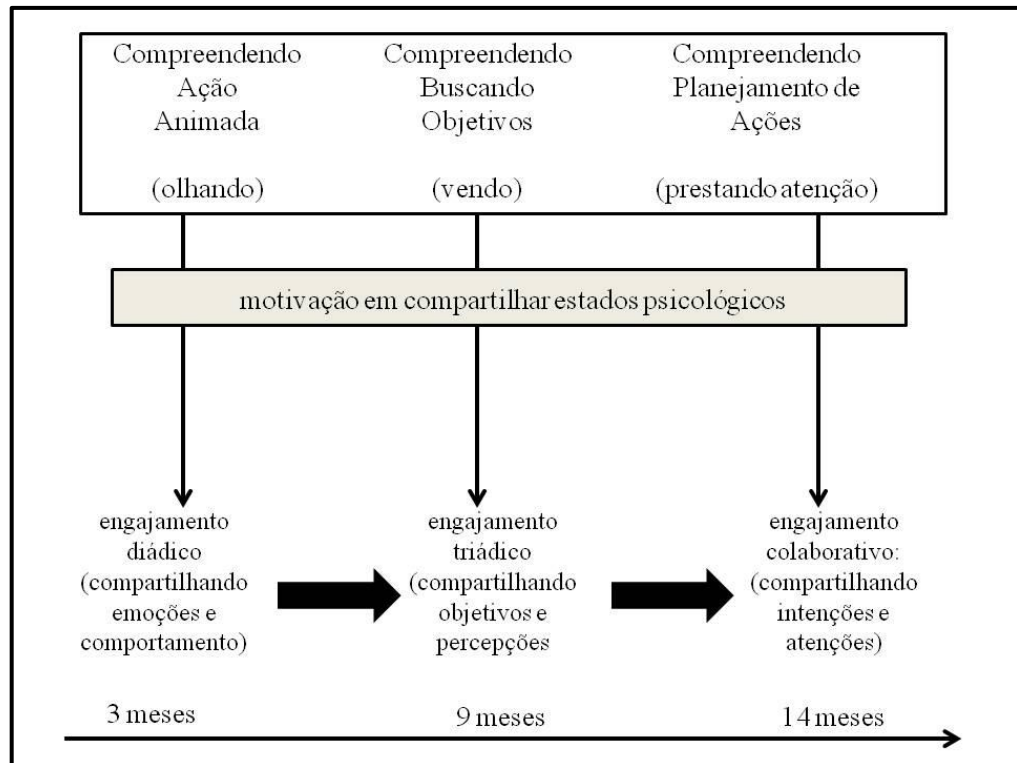 Compreendendo
Ação
Animada
(olhando)
Compreendendo
Buscando
Objetivos
(vendo)
Compreendendo
Planejamento de
Ações
(prestando atenção)
motivação em compartilhar estados psicológicos
engajamento
diádico
(compartilhando
emoções e
comportamento)
engajamento
triádico
(compartilhando
objetivos e
percepções
engajamento
colaborativo:
(compartilhando
intenções e
atenções)
3 meses
9 meses
14 meses